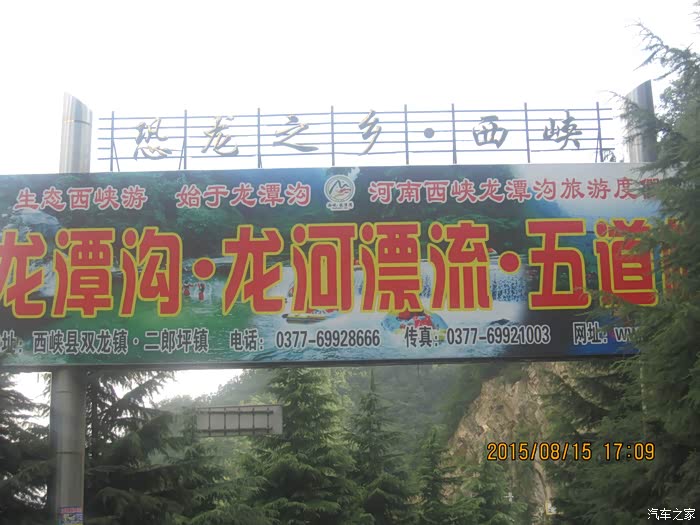 恐龙之乡·西峡
生态西峡游 始于龙潭沟 河南西峡龙潭沟旅游度假
龙潭沟·龙河漂流·五道
址：西峡县双龙镇·二郎坪镇 电话：0377-69928666 传真：0377-69921003 网址：
2015/08/15 17:09
汽车之家